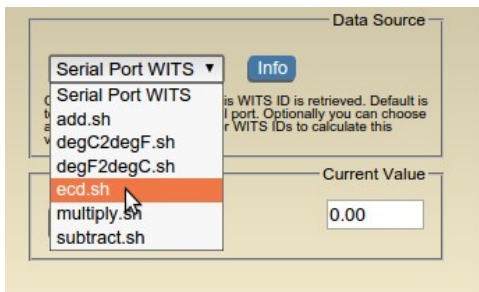 Data Source
Serial Port WITS ▼ Info
Serial Port WITS
is WITS ID is retrieved. Default is
add.sh
port. Optionally you can choose
r WITS IDs to calculate this
degC2degF.sh
degF2degC.sh
Current Value
ecd.sh
multiply.sh
0.00
subtract.sh